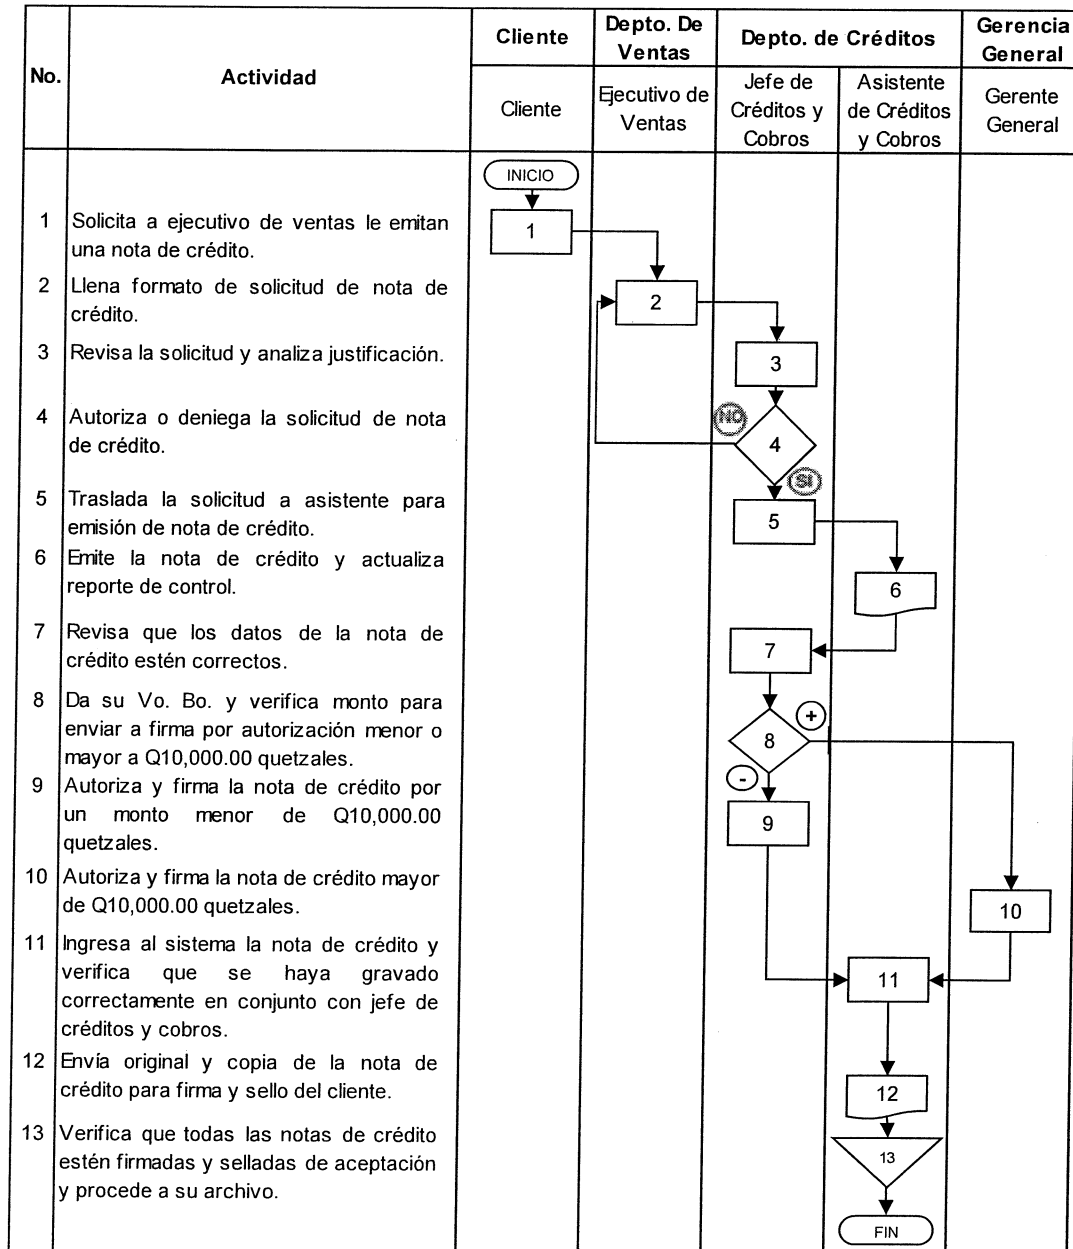 No.
Actividad
Cliente
Depto. De
Ventas
Depto. de Créditos
Gerencia
General
Cliente
Ejecutivo de
Ventas
Jefe de
Créditos y
Cobros
Asistente
de Créditos
y Cobros
Gerente
General
INICIO
1 Solicita a ejecutivo de ventas le emitan
una nota de crédito.
1
2 Llena formato de solicitud de nota de
crédito.
2
3 Revisa la solicitud y analiza justificación.
3
4 Autoriza o deniega la solicitud de nota
de crédito.
NO
4
SI
5 Traslada la solicitud a asistente para
emisión de nota de crédito.
5
6 Emite la nota de crédito y actualiza
reporte de control.
6
7 Revisa que los datos de la nota de
crédito estén correctos.
7
8 Da su Vo. Bo. y verifica monto para
enviar a firma por autorización menor o
mayor a Q10,000.00 quetzales.
+
8
-
9 Autoriza y firma la nota de crédito por
un monto menor de Q10,000.00
quetzales.
9
10 Autoriza y firma la nota de crédito mayor
de Q10,000.00 quetzales.
10
11 Ingresa al sistema la nota de crédito y
verifica que se haya gravado
correctamente en conjunto con jefe de
créditos y cobros.
11
12 Envía original y copia de la nota de
crédito para firma y sello del cliente.
12
13 Verifica que todas las notas de crédito
estén firmadas y selladas de aceptación
y procede a su archivo.
13
FIN